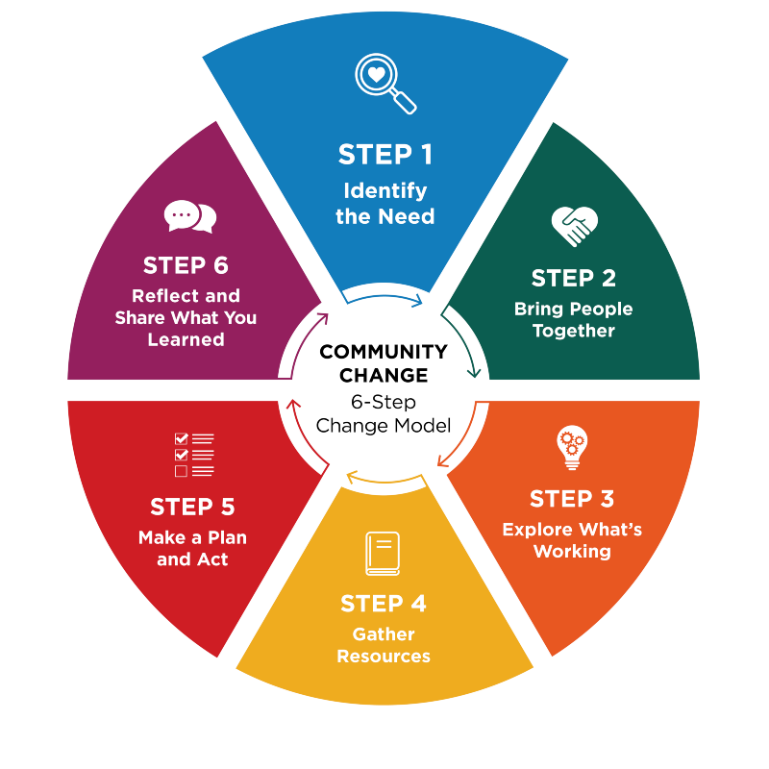 STEP 1
Identify
the Need
STEP 2
Bring People
Together
STEP 3
Explore What's
Working
STEP 4
Gather
Resources
STEP 5
Make a Plan
and Act
STEP 6
Reflect and
Share What You
Learned
COMMUNITY
CHANGE
6-Step
Change Model